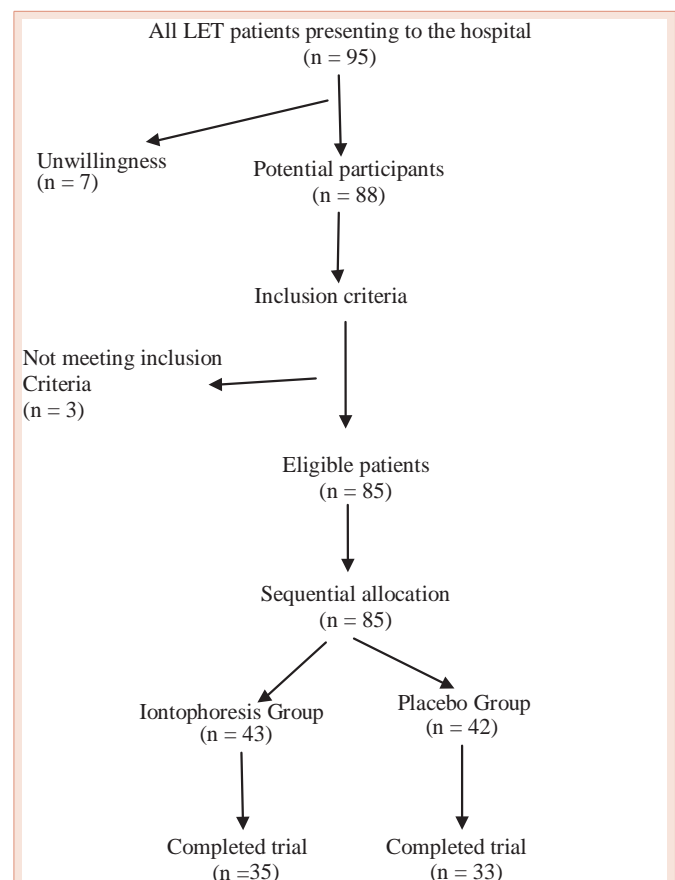 All LET patients presenting to the hospital
(n = 95)
Unwillingness
(n = 7)
Potential participants
(n = 88)
Inclusion criteria
Not meeting inclusion
Criteria
(n = 3)
Eligible patients
(n = 85)
Sequential allocation
(n = 85)
Iontophoresis Group
(n = 43)
Placebo Group
(n = 42)
Completed trial
(n =35)
Completed trial
(n = 33)